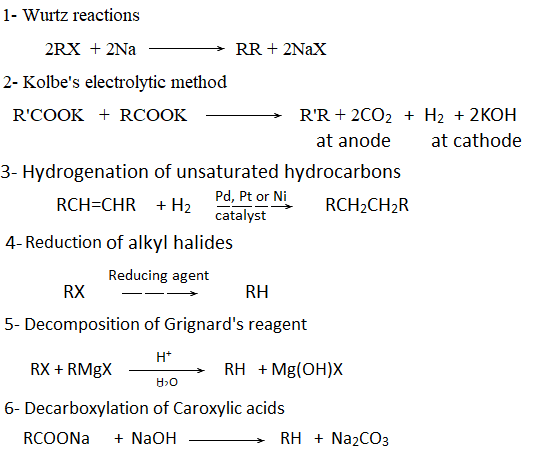 1- Wurtz reactions
2RX + 2Na ⟶ RR + 2NaX
2- Kolbe's electrolytic method
R'COOK + RCOOK ⟶ R'R + 2CO₂ + H₂ + 2KOH
at anode at cathode
3- Hydrogenation of unsaturated hydrocarbons
Pd, Pt or Ni
RCH=CHR + H₂ ⟶ RCH₂CH₂R
catalyst
4- Reduction of alkyl halides
Reducing agent
RX ⟶ RH
5- Decomposition of Grignard's reagent
H⁺
RX + RMgX ⟶ RH + Mg(OH)X
H₂O
6- Decarboxylation of Caroxylic acids
RCOONa + NaOH ⟶ RH + Na₂CO₃